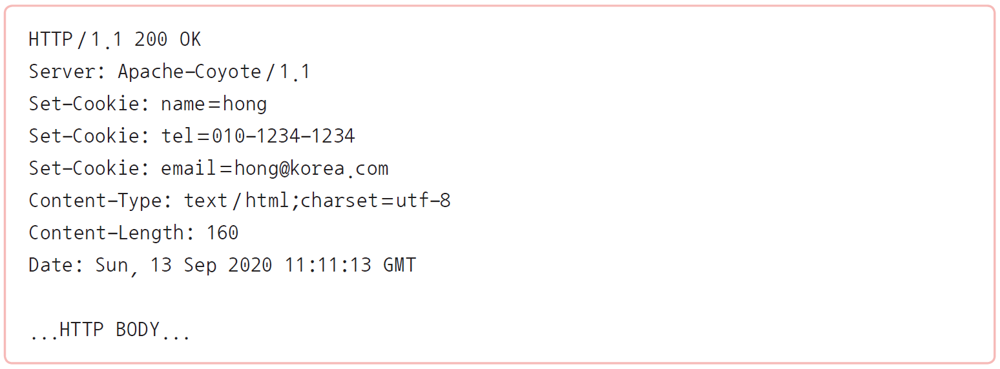 HTTP/1.1 200 OK
Server: Apache-Coyote/1.1
Set-Cookie: name=hong
Set-Cookie: tel=010-1234-1234
Set-Cookie: email=hong@korea.com
Content-Type: text/html;charset=utf-8
Content-Length: 160
Date: Sun, 13 Sep 2020 11:11:13 GMT
...HTTP BODY...